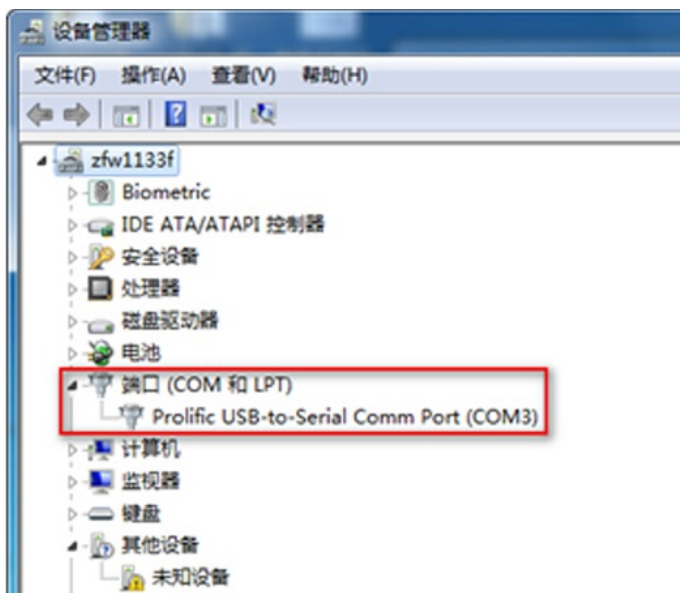 设备管理器
文件(F) 操作(A) 查看(V) 帮助(H)
zfw1133f
Biometric
IDE ATA/ATAPI 控制器
安全设备
处理器
磁盘驱动器
电池
端口 (COM 和 LPT)
Prolific USB-to-Serial Comm Port (COM3)
计算机
监视器
键盘
其他设备
未知设备